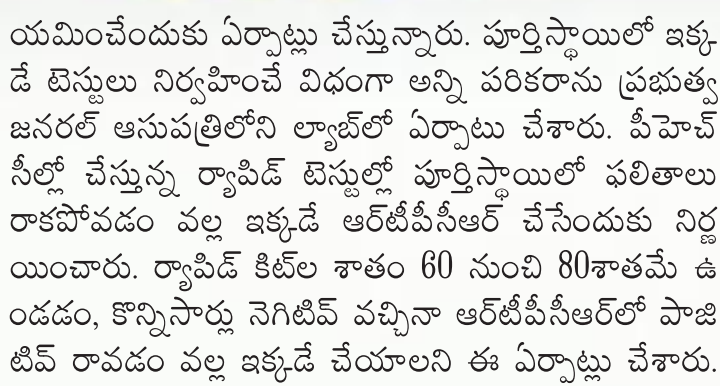 యమించేందుకు ఏర్పాట్లు చేస్తున్నారు. పూర్తిస్థాయిలో ఇక్క
డే టెస్టులు నిర్వహించే విధంగా అన్ని పరికరాను ప్రభుత్వ
జనరల్ ఆసుపత్రిలోని ల్యాబ్‌లో ఏర్పాటు చేశారు. పీహెచ్
సీల్లో చేస్తున్న ర్యాపిడ్ టెస్టుల్లో పూర్తిస్థాయిలో ఫలితాలు
రాకపోవడం వల్ల ఇక్కడే ఆర్‌టీపీసీఆర్ చేసేందుకు నిర్ణ
యించారు. ర్యాపిడ్ కిట్‌ల శాతం 60 నుంచి 80శాతమే ఉ
ండడం, కొన్నిసార్లు నెగిటివ్ వచ్చినా ఆర్‌టీపీసీఆర్‌లో పాజి
టివ్ రావడం వల్ల ఇక్కడే చేయాలని ఈ ఏర్పాట్లు చేశారు.